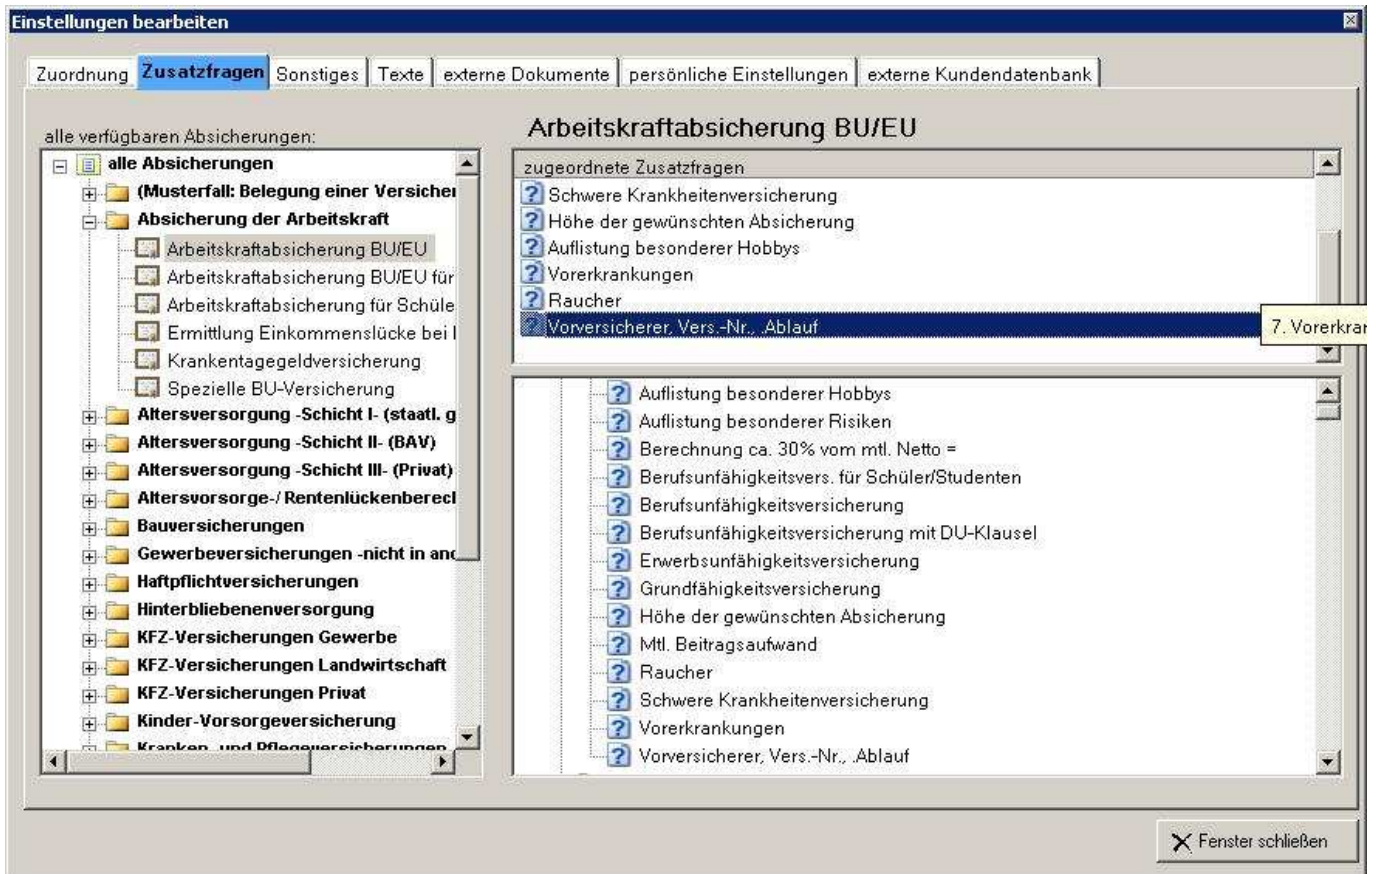 Einstellungen bearbeiten
Zuordnung Zusatzfragen Sonstiges Texte externe Dokumente persönliche Einstellungen externe Kundendatenbank
alle verfügbaren Absicherungen:
alle Absicherungen
(Musterfall: Belegung einer Versicher
Absicherung der Arbeitskraft
Arbeitskraftabsicherung BU/EU
Arbeitskraftabsicherung BU/EU für
Arbeitskraftabsicherung für Schüle
Ermittlung Einkommenslücke bei
Krankentagegeldversicherung
Spezielle BU-Versicherung
Altersversorgung -Schicht I- (staatl. g
Altersversorgung -Schicht II- (BAV)
Altersversorgung -Schicht III- (Privat)
Altersvorsorge-/ Rentenlückenberecl
Bauversicherungen
Gewerbeversicherungen -nicht in and
Haftpflichtversicherungen
Hinterbliebenenversorgung
KFZ-Versicherungen Gewerbe
KFZ-Versicherungen Landwirtschaft
KFZ-Versicherungen Privat
Kinder-Vorsorgeversicherung
Kranken- und Pflegeversicherungen
Arbeitskraftabsicherung BU/EU
zugeordnete Zusatzfragen
Schwere Krankheitenversicherung
Höhe der gewünschten Absicherung
Auflistung besonderer Hobbys
Vorerkrankungen
Raucher
Vorversicherer, Vers.-Nr., .Ablauf
7. Vorerkrar
Auflistung besonderer Hobbys
Auflistung besonderer Risiken
Berechnung ca. 30% vom mtl. Netto =
Berufsunfähigkeitsvers. für Schüler/Studenten
Berufsunfähigkeitsversicherung
Berufsunfähigkeitsversicherung mit DU-Klausel
Erwerbsunfähigkeitsversicherung
Grundfähigkeitsversicherung
Höhe der gewünschten Absicherung
Mtl. Beitragsaufwand
Raucher
Schwere Krankheitenversicherung
Vorerkrankungen
Vorversicherer, Vers.-Nr., .Ablauf
Fenster schließen